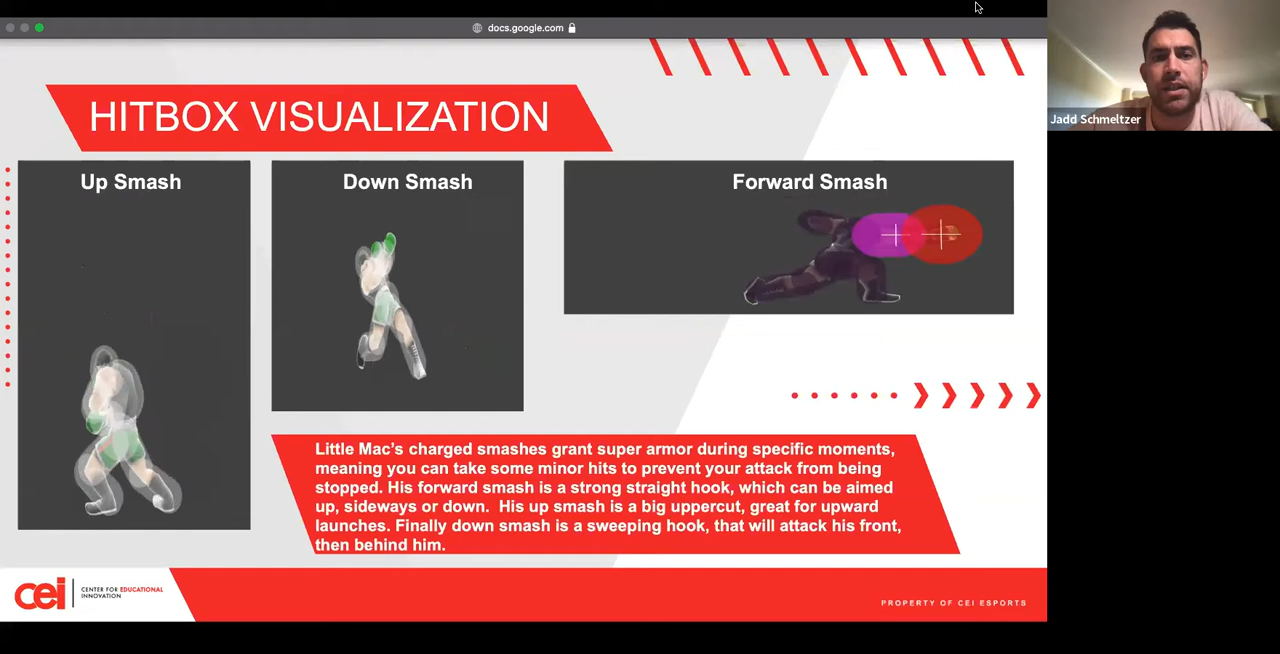 docs.google.com
HITBOX VISUALIZATION
Jadd Schmeltzer
Up Smash
Down Smash
Forward Smash
Little Mac's charged smashes grant super armor during specific moments,
meaning you can take some minor hits to prevent your attack from being
stopped. His forward smash is a strong straight hook, which can be aimed
up, sideways or down.  His up smash is a big uppercut, great for upward
launches. Finally down smash is a sweeping hook, that will attack his front,
then behind him.
cei
CENTER FOR EDUCATIONAL
INNOVATION
PROPERTY OF CEI ESPORTS